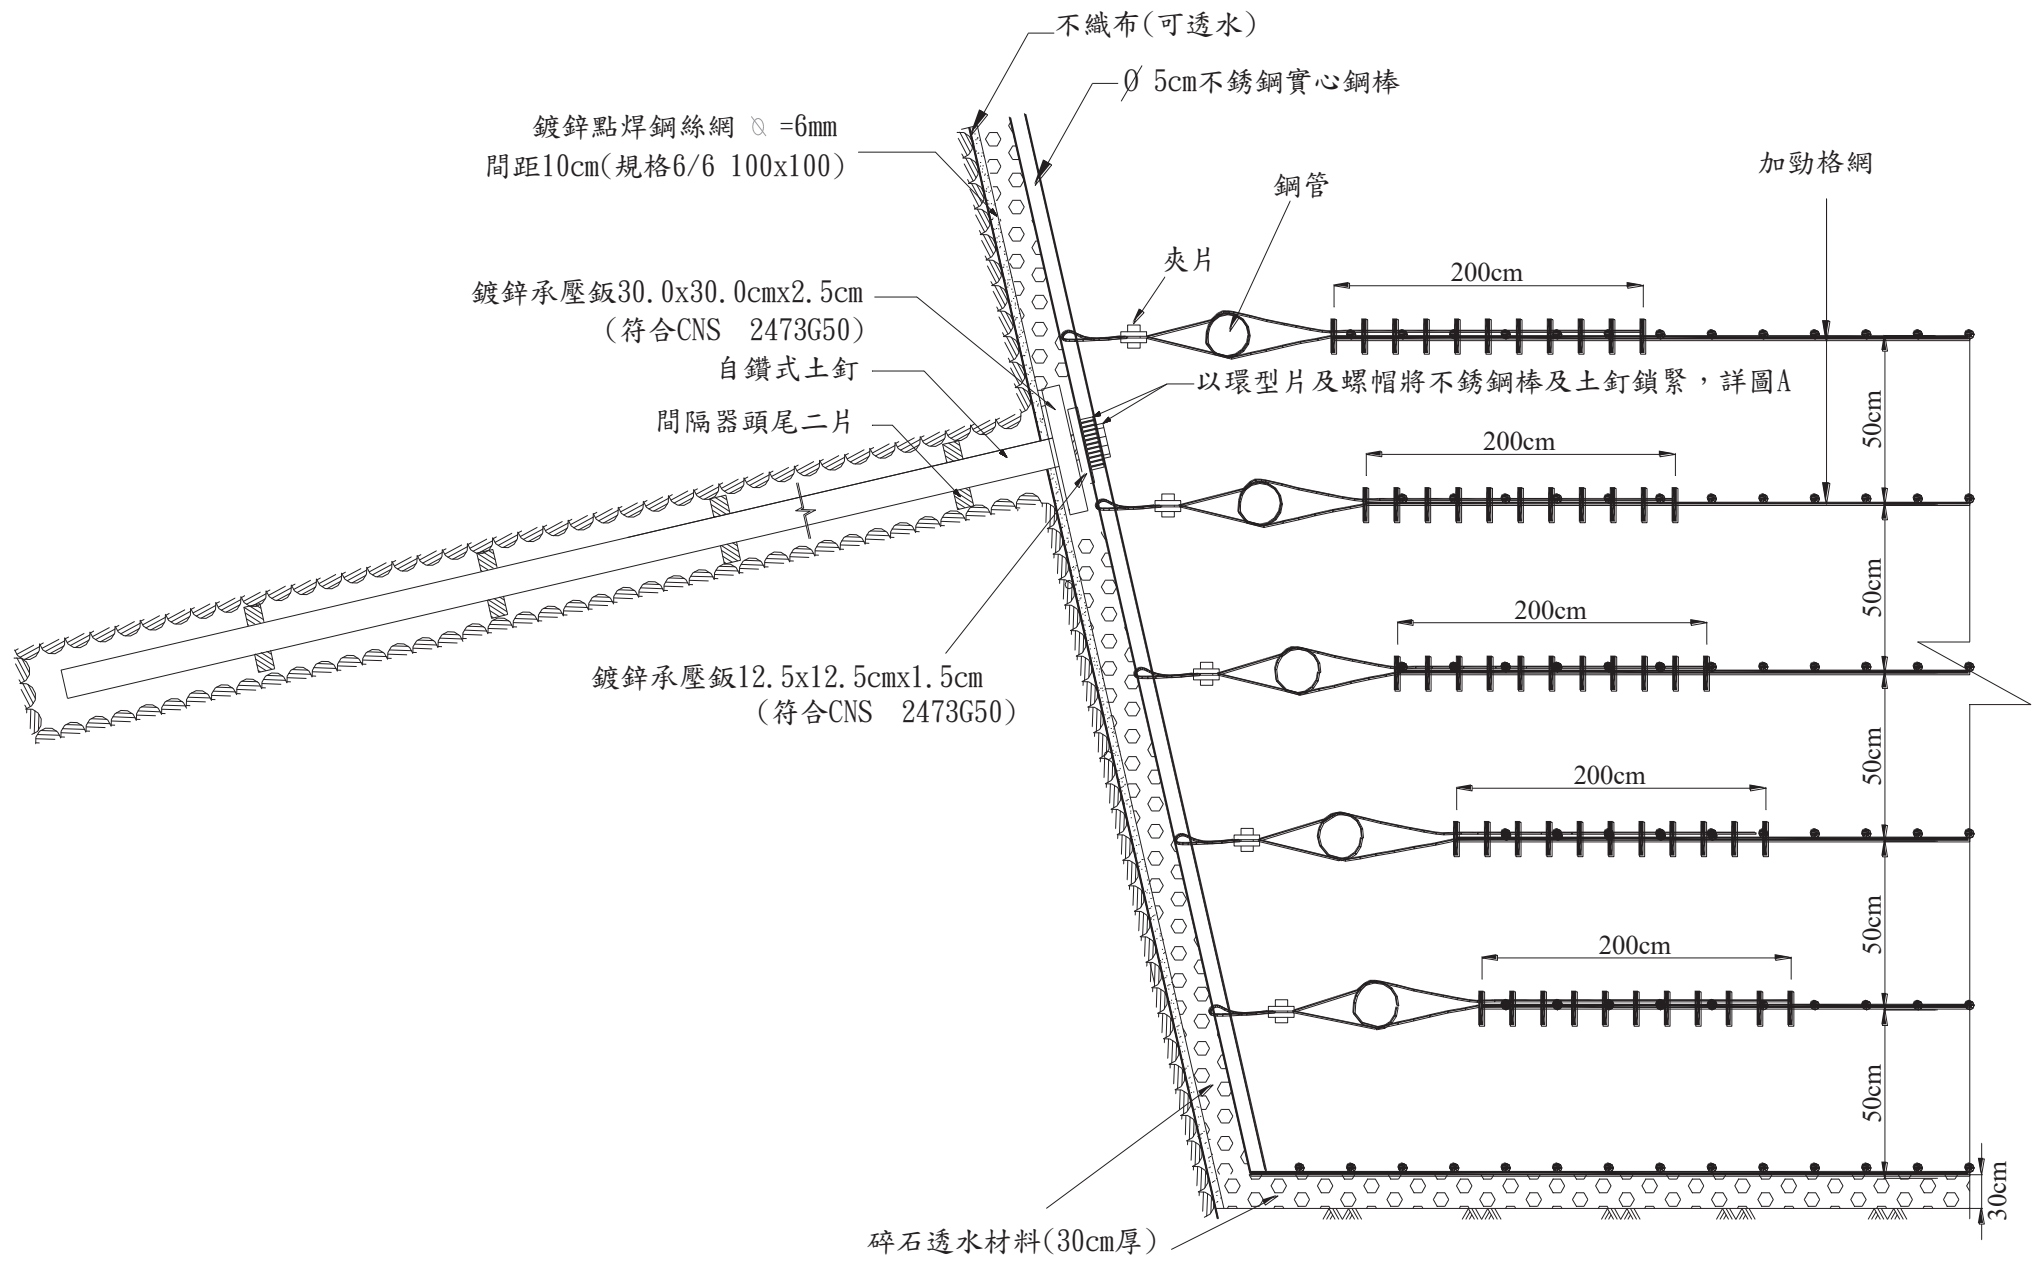 不織布(可透水)
Ø 5cm不銹鋼實心鋼棒
鍍鋅點焊鋼絲網 Ø =6mm
間距10cm(規格6/6 100x100)
加勁格網
鋼管
夾片
200cm
鍍鋅承壓鈑30.0x30.0cmx2.5cm
(符合CNS 2473G50)
自鑽式土釘
以環型片及螺帽將不銹鋼棒及土釘鎖緊，詳圖A
間隔器頭尾二片
50cm
200cm
50cm
200cm
鍍鋅承壓鈑12.5x12.5cmx1.5cm
(符合CNS 2473G50)
50cm
200cm
50cm
200cm
50cm
30cm
碎石透水材料(30cm厚)